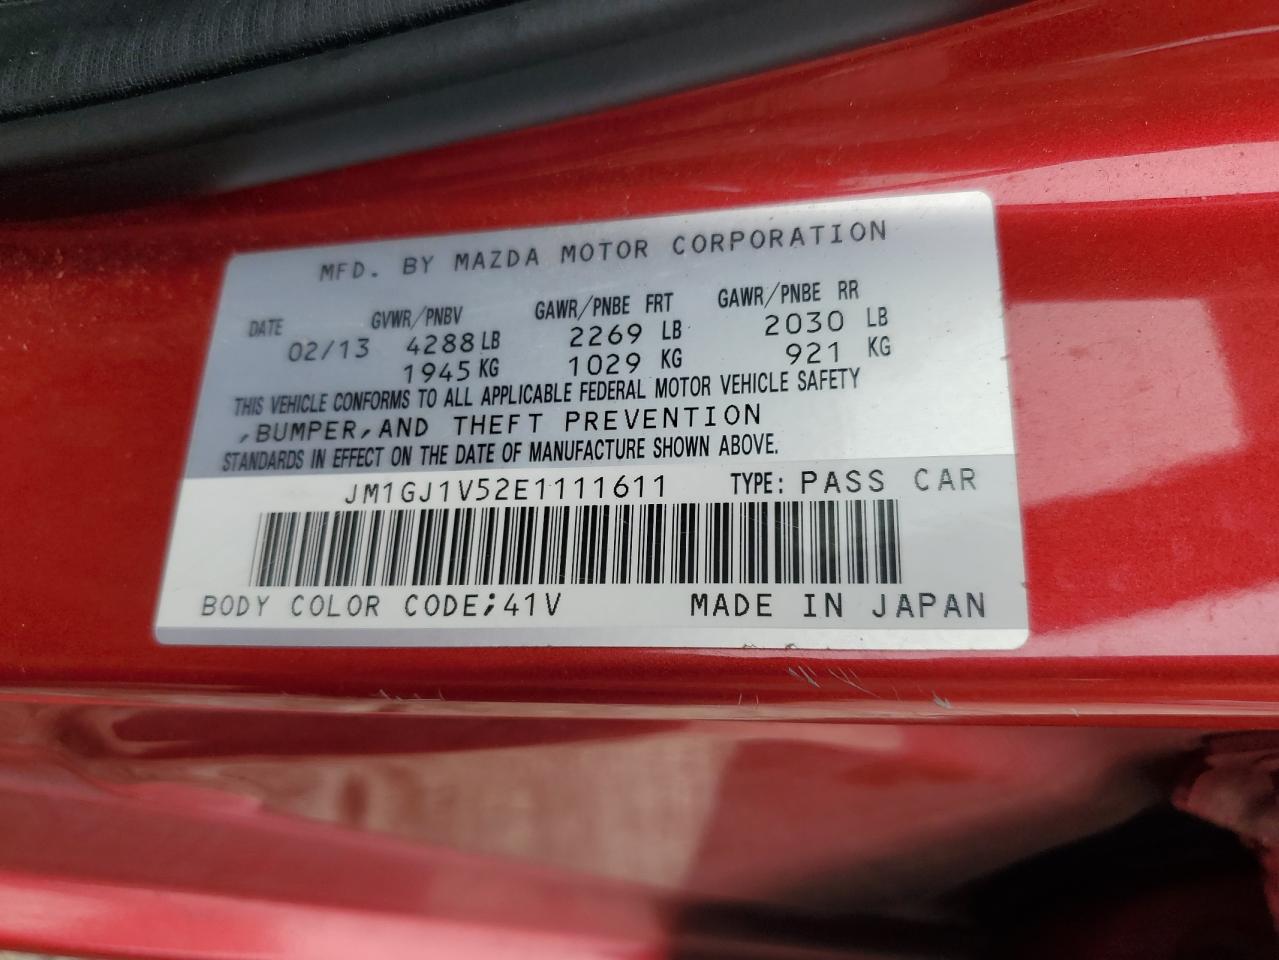 MFD. BY MAZDA MOTOR CORPORATION
DATE GVWR/PNBV GAWR/PNBE FRT GAWR/PNBE RR
02/13 4288 LB 2269 LB 2030 LB
1945 KG 1029 KG 921 KG
THIS VEHICLE CONFORMS TO ALL APPLICABLE FEDERAL MOTOR VEHICLE SAFETY
,BUMPER,AND THEFT PREVENTION
STANDARDS IN EFFECT ON THE DATE OF MANUFACTURE SHOWN ABOVE.
JM1GJ1V52E1111611 TYPE: PASS CAR
BODY COLOR CODE;41V MADE IN JAPAN